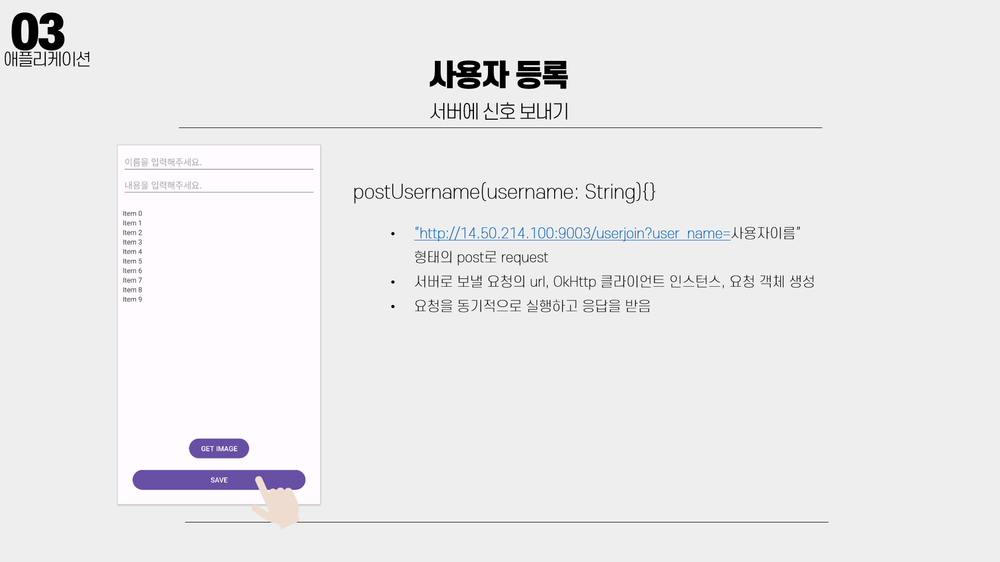 03
애플리케이션
사용자 등록
서버에 신호 보내기
이름을 입력해주세요.
내용을 입력해주세요.
Item 0
Item 1
Item 2
Item 3
Item 4
Item 5
Item 6
Item 7
Item 8
Item 9
GET IMAGE
SAVE
postUsername(username: String){}
• “http://14.50.214.100:9003/userjoin?user_name=사용자이름”
형태의 post로 request
• 서버로 보낼 요청의 url, OkHttp 클라이언트 인스턴스, 요청 객체 생성
• 요청을 동기적으로 실행하고 응답을 받음